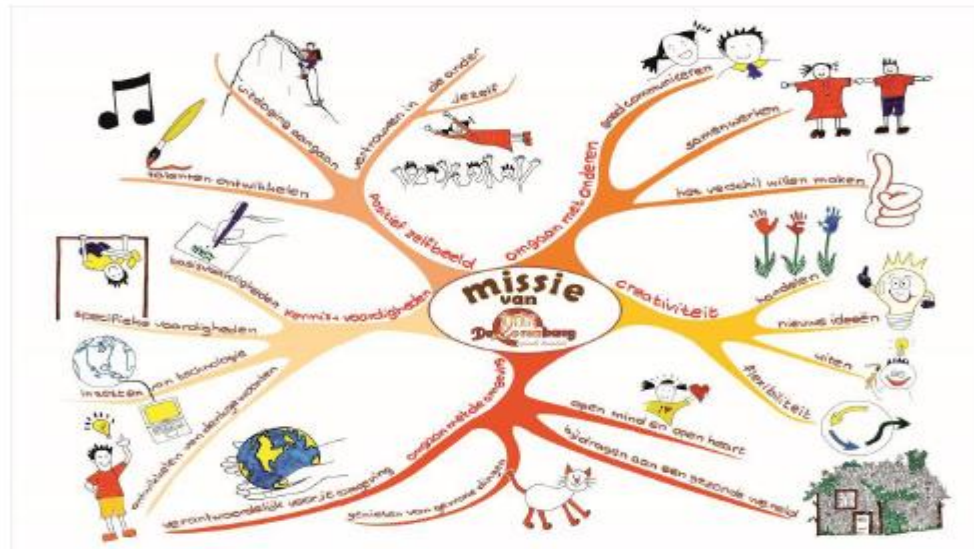 missie
van
positief zelfbeeld
talenten ontwikkelen
uitdaging aangaan
vertrouwen in
de ander
jezelf
omgaan met anderen
goed communiceren
samenwerken
het verschil willen maken
creativiteit
handelen
nieuwe ideeën
uiten
flexibiliteit
omgaan met de omgeving
open mind en open heart
bijdragen aan een gezonde wereld
genieten van gewone dingen
verantwoordelijk voor je omgeving
kennis + vaardigheden
basisvaardigheden
specifieke vaardigheden
inzetten van technologie
ontwikkelen van denkgewoonten